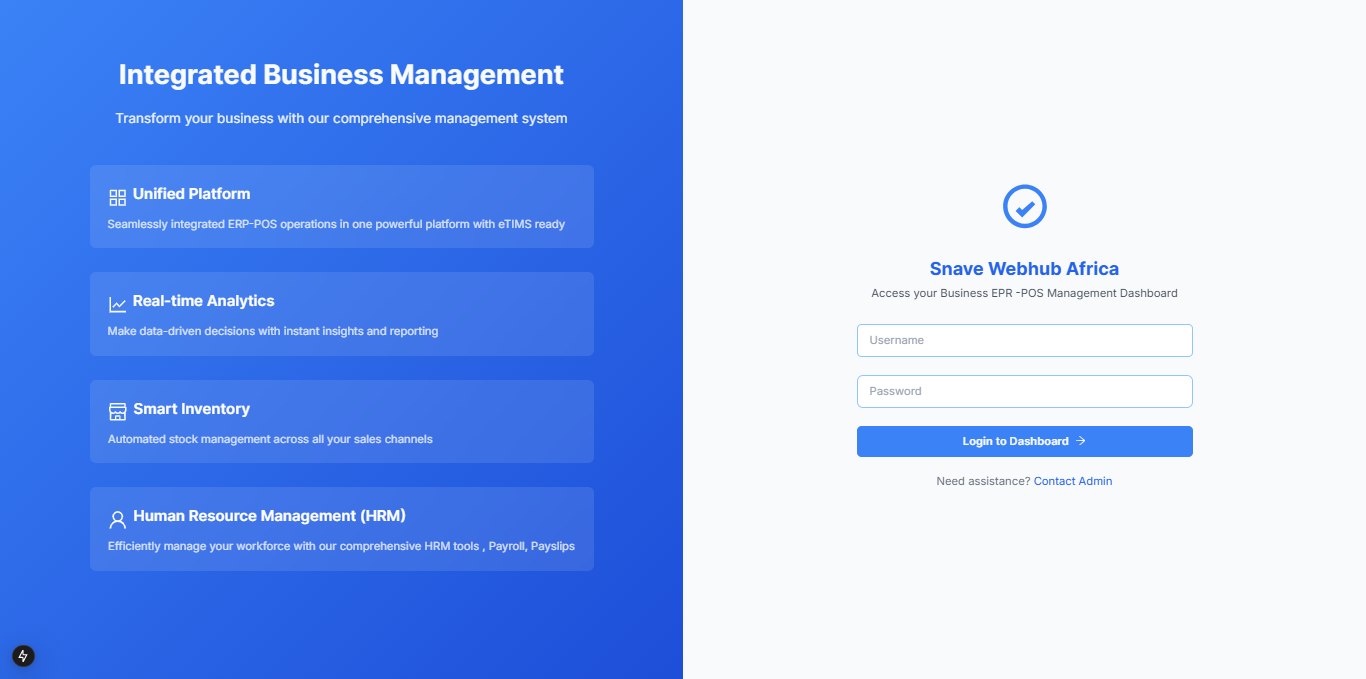 Integrated Business Management
Transform your business with our comprehensive management system
Unified Platform
Seamlessly integrated ERP-POS operations in one powerful platform with eTIMS ready
Real-time Analytics
Make data-driven decisions with instant insights and reporting
Smart Inventory
Automated stock management across all your sales channels
Human Resource Management (HRM)
Efficiently manage your workforce with our comprehensive HRM tools , Payroll, Payslips
Snave Webhub Africa
Access your Business EPR -POS Management Dashboard
Username
Password
Login to Dashboard →
Need assistance? Contact Admin